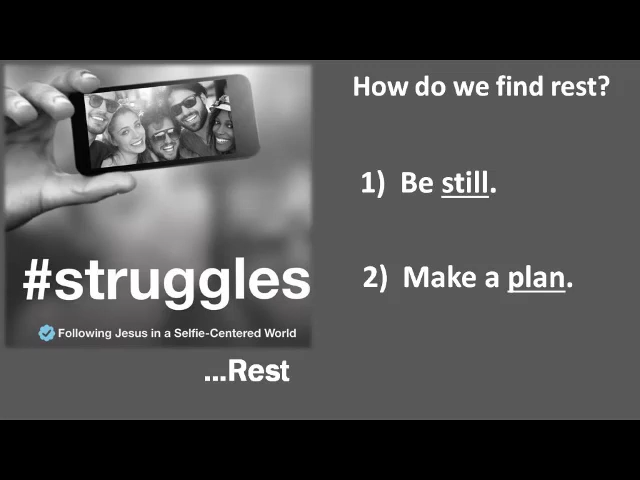 How do we find rest?
1) Be still.
2) Make a plan.
#struggles
Following Jesus in a Selfie-Centered World
...Rest